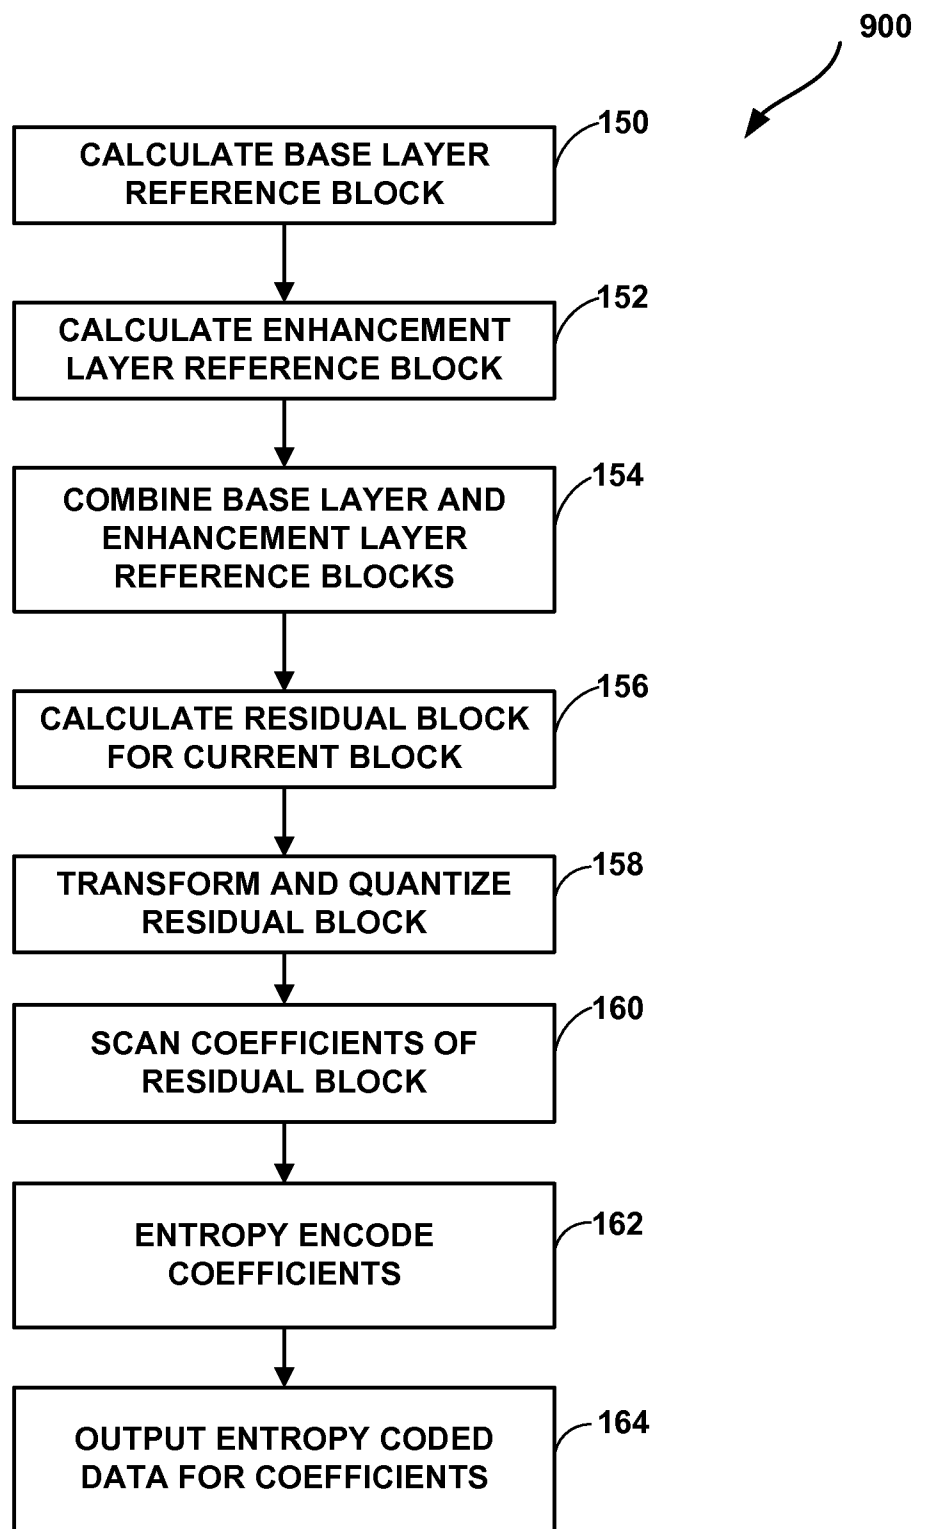 900
150
CALCULATE BASE LAYER
REFERENCE BLOCK
152
CALCULATE ENHANCEMENT
LAYER REFERENCE BLOCK
154
COMBINE BASE LAYER AND
ENHANCEMENT LAYER
REFERENCE BLOCKS
156
CALCULATE RESIDUAL BLOCK
FOR CURRENT BLOCK
158
TRANSFORM AND QUANTIZE
RESIDUAL BLOCK
160
SCAN COEFFICIENTS OF
RESIDUAL BLOCK
162
ENTROPY ENCODE
COEFFICIENTS
164
OUTPUT ENTROPY CODED
DATA FOR COEFFICIENTS